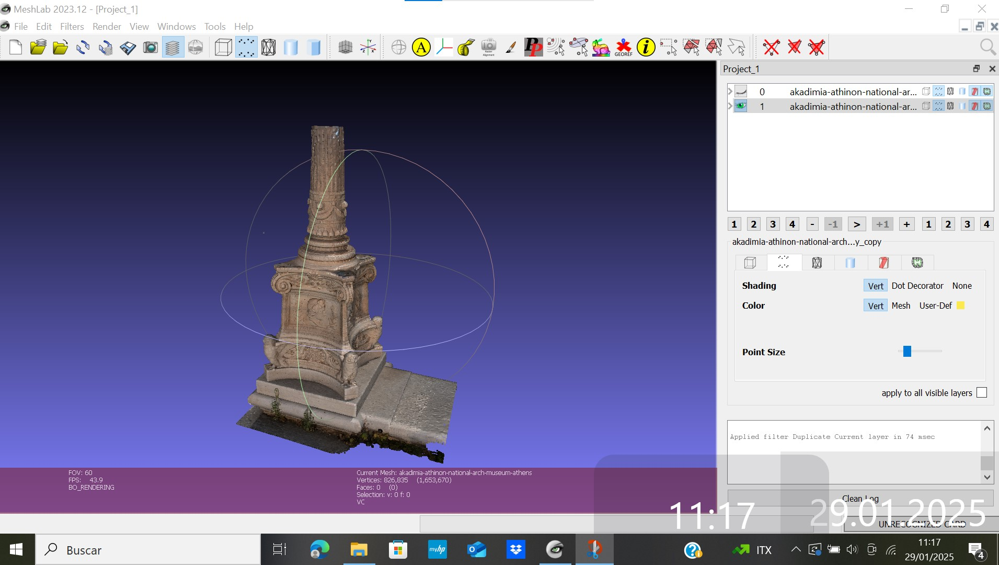 MeshLab 2023.12 - [Project_1]
File Edit Filters Render View Windows Tools Help
A
Raster Alignment
PP
GEOREF
i
Project_1
0 akadimia-athinon-national-ar...
1 akadimia-athinon-national-ar...
1 2 3 4 - -1 > +1 + 1 2 3 4
akadimia-athinon-national-arch...y_copy
Shading Vert Dot Decorator None
Color Vert Mesh User-Def
Point Size
apply to all visible layers
Applied filter Duplicate Current layer in 74 msec
Clean Log
UNRECOGNIZED CARD
FOV: 60
FPS: 43.9
BO_RENDERING
Current Mesh: akadimia-athinon-national-arch-museum-athens
Vertices: 826,835 (1,653,670)
Faces: 0 (0)
Selection: v: 0 f: 0
VC
11:17 29.01.2025
Buscar
myhp
ITX
11:17
29/01/2025
4